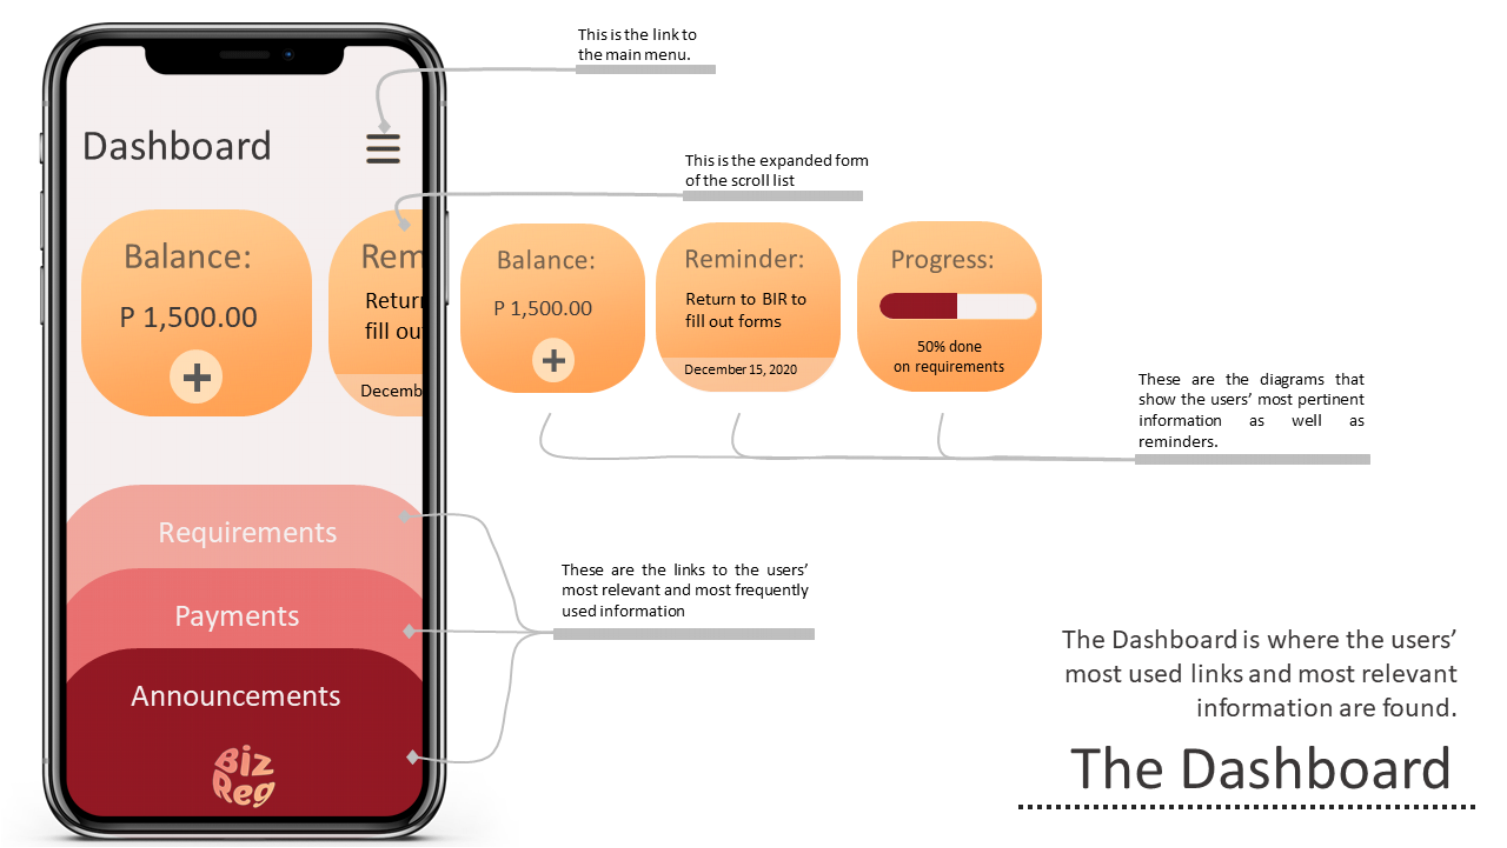 This is the link to
the main menu.
Dashboard
This is the expanded form
of the scroll list
Balance:
P 1,500.00
+
Rem
Retur
fill ou
Decemb
Balance:
P 1,500.00
+
Reminder:
Return to BIR to
fill out forms
December 15, 2020
Progress:
50% done
on requirements
These are the diagrams that
show the users’ most pertinent
information as well as
reminders.
Requirements
Payments
Announcements
Biz
Reg
These are the links to the users’
most relevant and most frequently
used information
The Dashboard is where the users’
most used links and most relevant
information are found.
The Dashboard